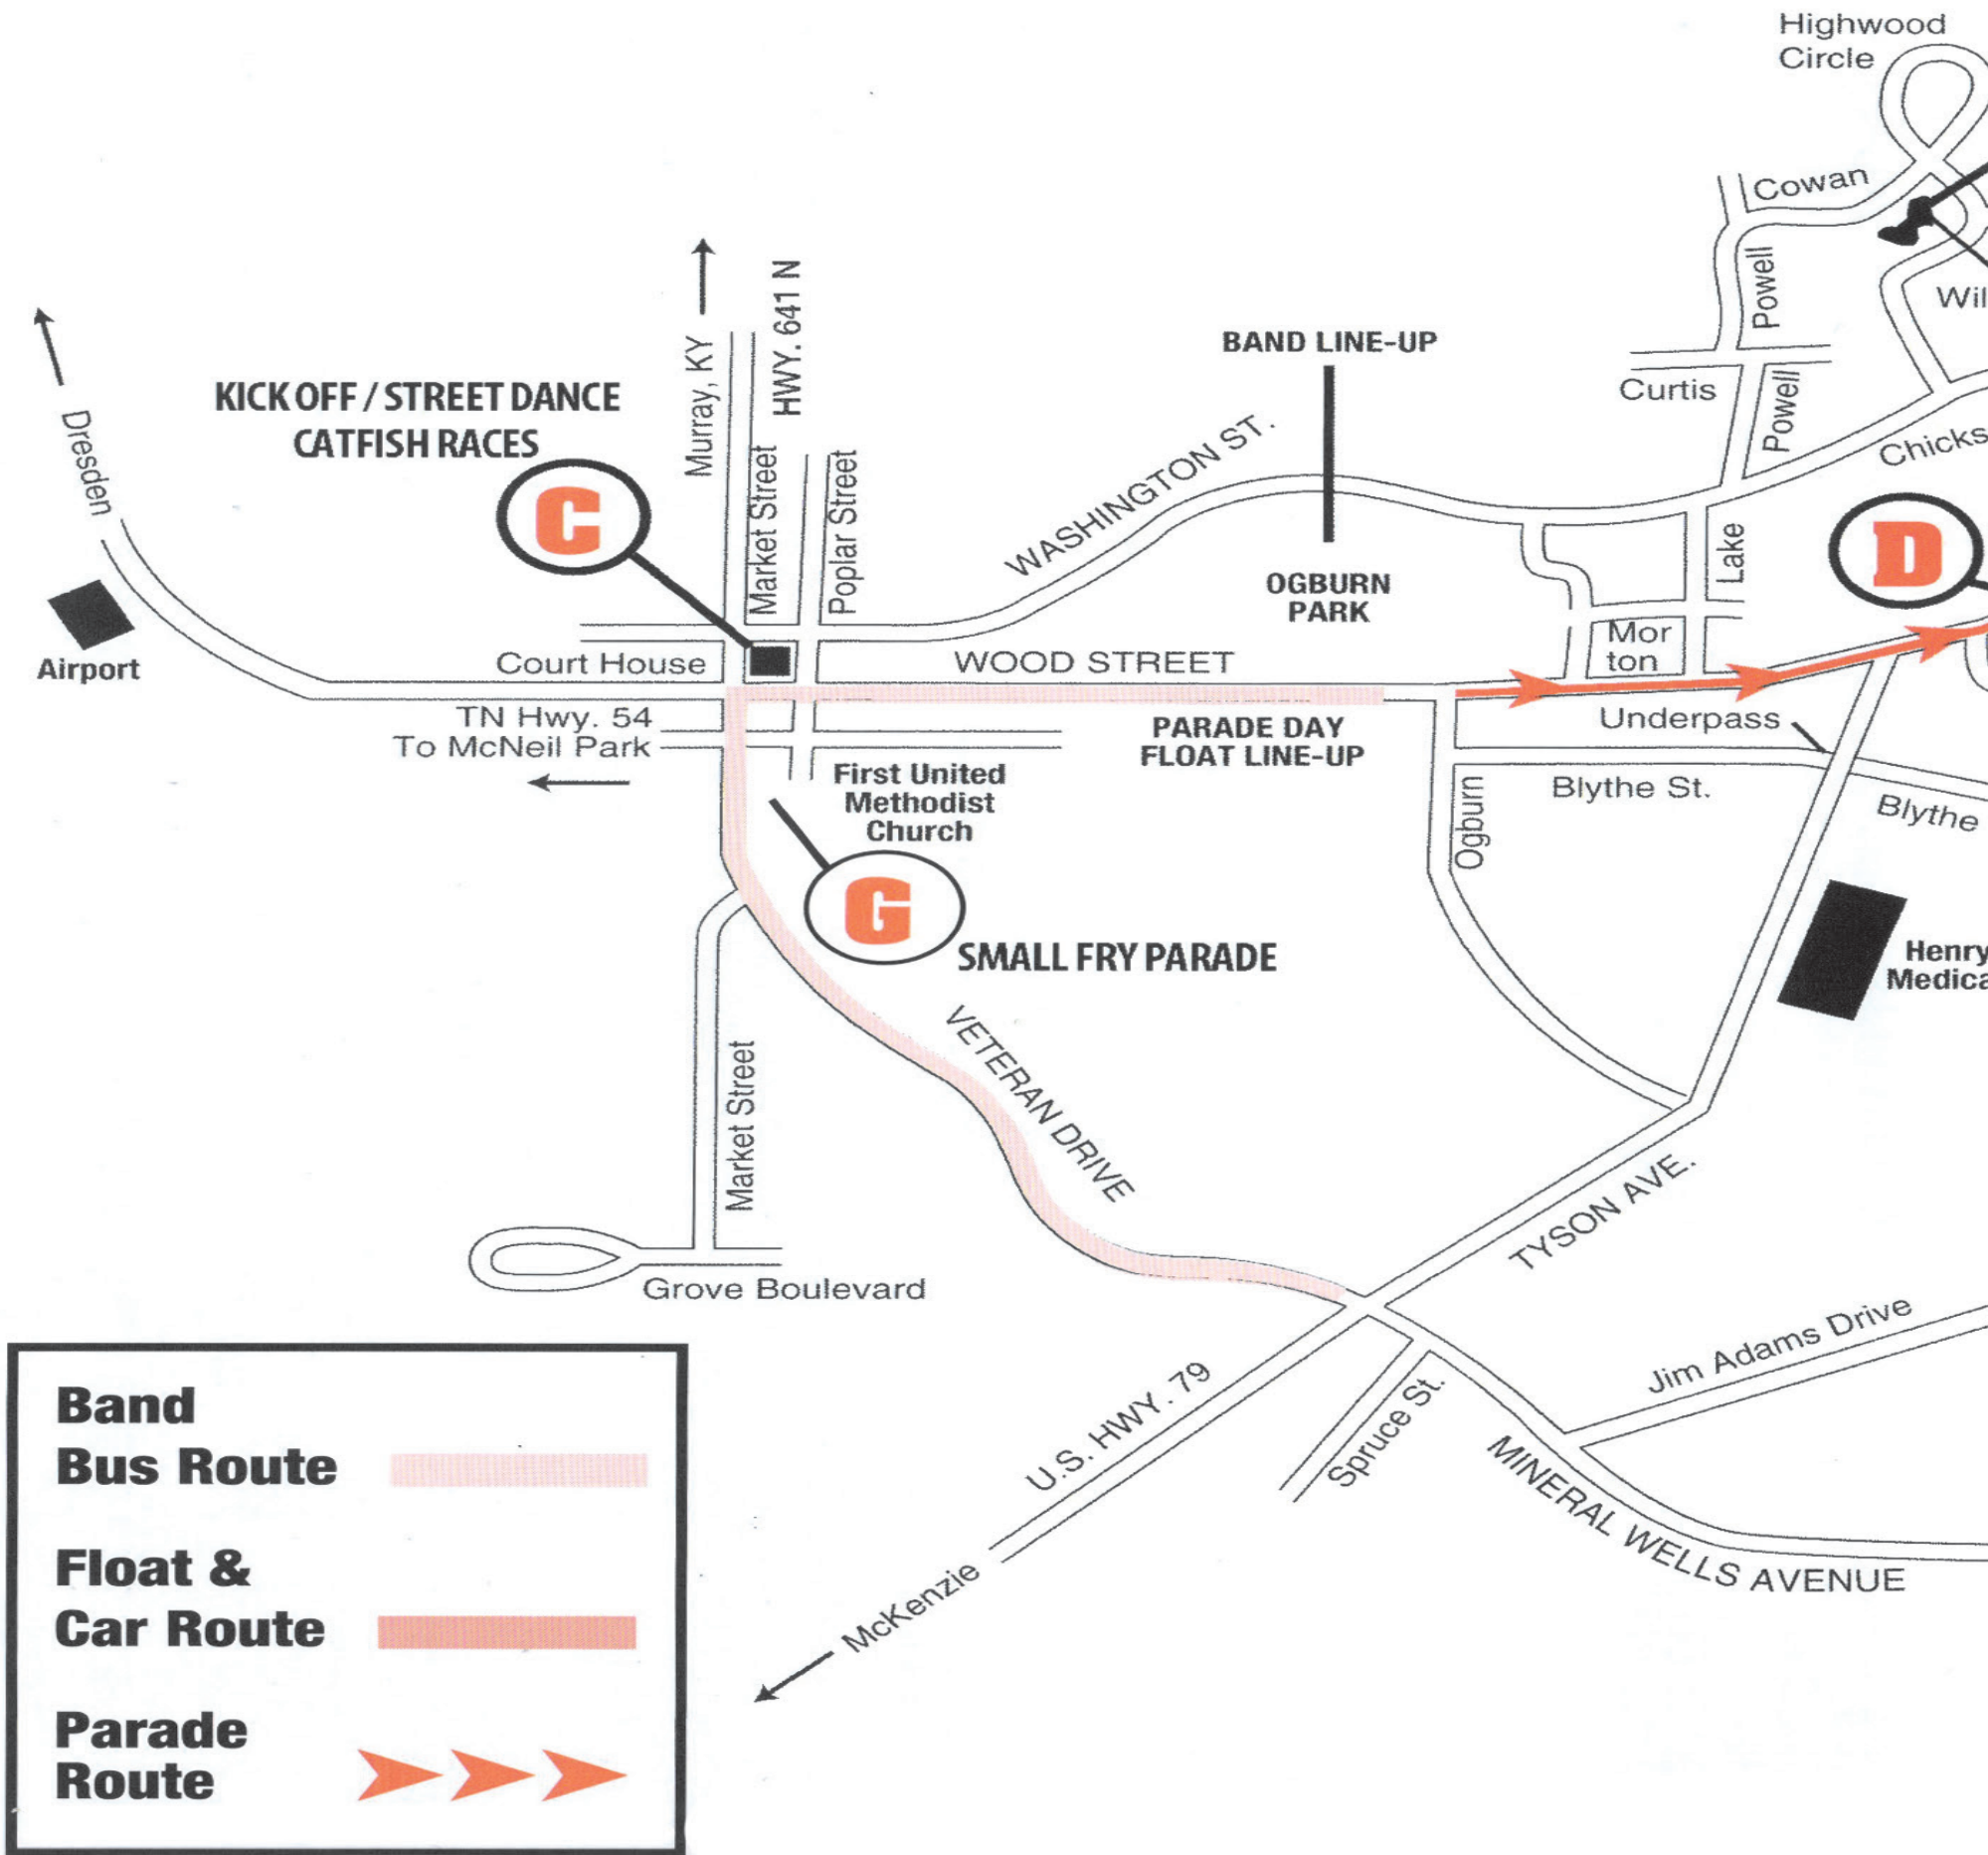 Highwood
Circle
Cowan
Powell
Wil
Murray, KY
HWY. 641 N
BAND LINE-UP
Curtis
Powell
Chicks
KICK OFF / STREET DANCE
CATFISH RACES
Dresden
C
Market Street
Poplar Street
WASHINGTON ST.
Lake
D
OGBURN
PARK
Airport
Court House
WOOD STREET
Mor
ton
TN Hwy. 54
To McNeil Park
PARADE DAY
FLOAT LINE-UP
Underpass
First United
Methodist
Church
Blythe St.
Blythe
Ogburn
G
SMALL FRY PARADE
Henry
Medica
VETERAN DRIVE
Market Street
TYSON AVE.
Grove Boulevard
Jim Adams Drive
U.S. HWY. 79
Spruce St.
MINERAL WELLS AVENUE
McKenzie
Band
Bus Route
Float &
Car Route
Parade
Route